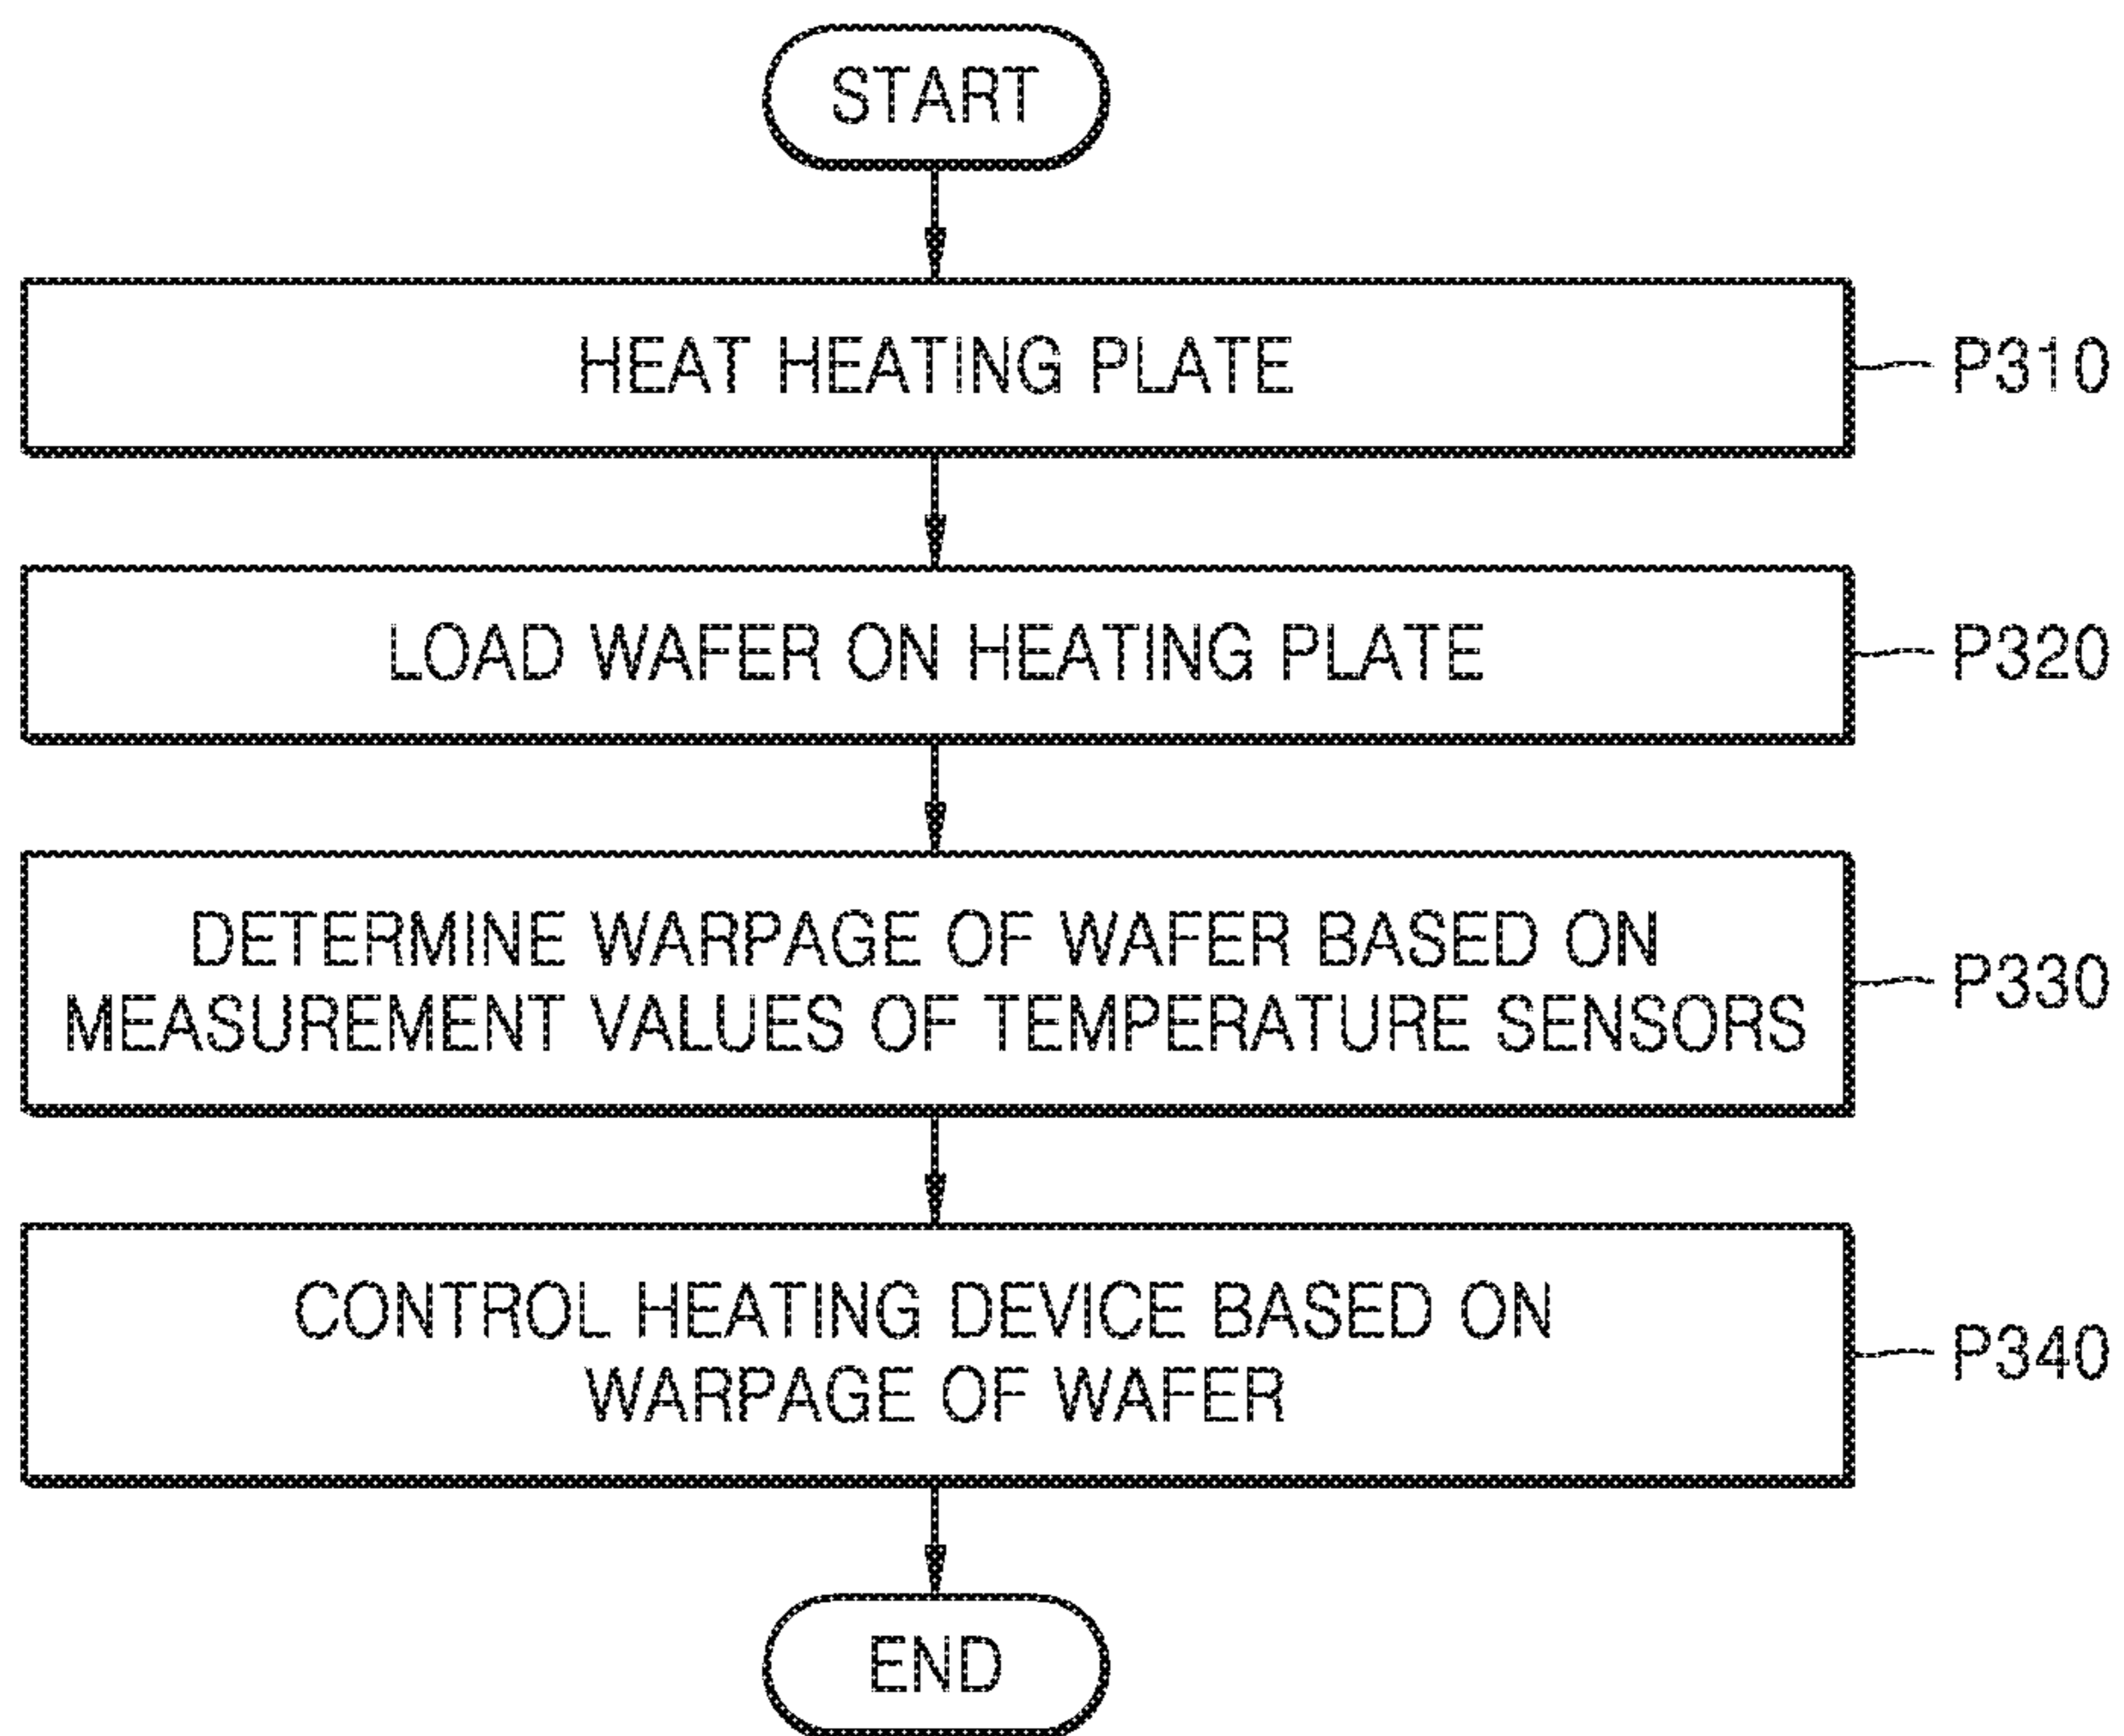 START
HEAT HEATING PLATE
P310
LOAD WAFER ON HEATING PLATE
P320
DETERMINE WARPAGE OF WAFER BASED ON
MEASUREMENT VALUES OF TEMPERATURE SENSORS
P330
CONTROL HEATING DEVICE BASED ON
WARPAGE OF WAFER
P340
END